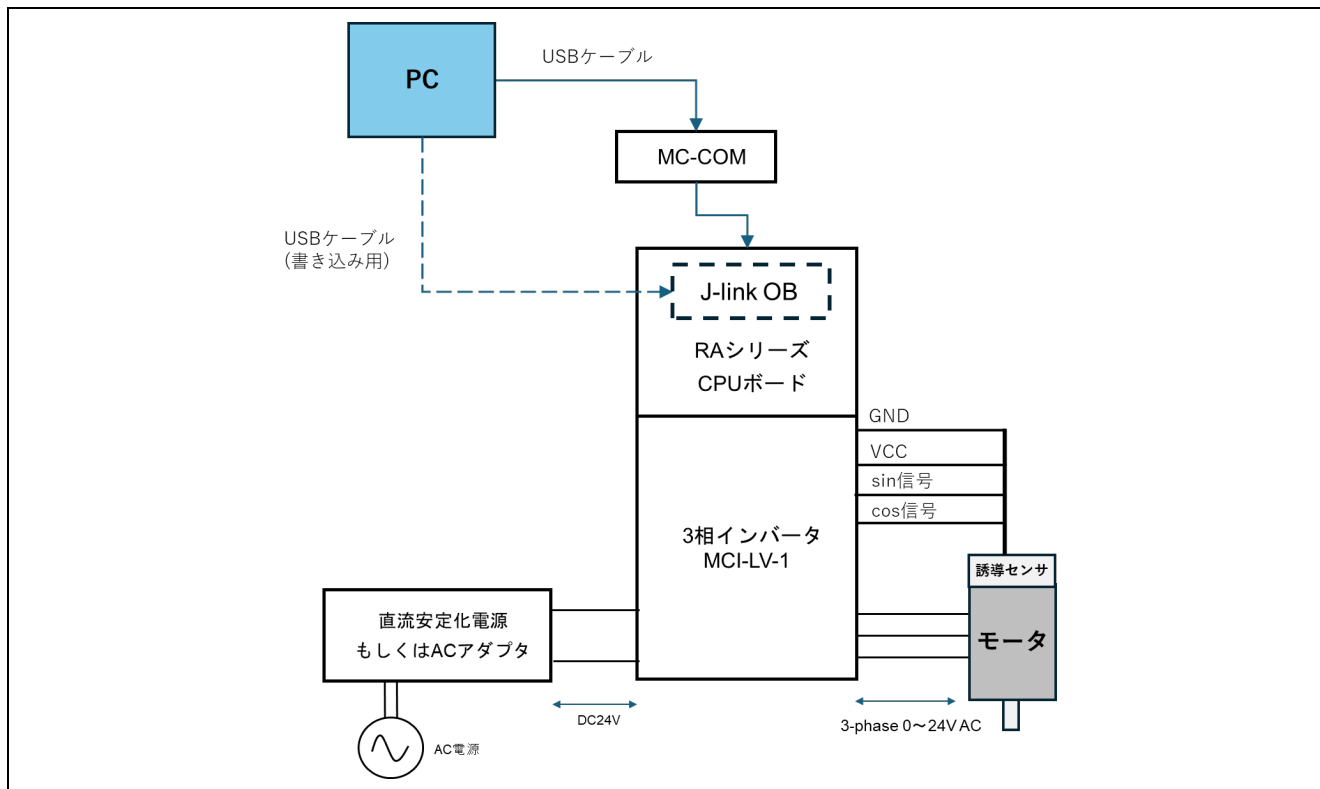 PC
USBケーブル
MC-COM
USBケーブル
(書き込み用)
J-link OB
RAシリーズ
CPUボード
GND
VCC
sin信号
cos信号
3相インバータ
MCI-LV-1
誘導センサ
モータ
直流安定化電源
もしくはACアダプタ
DC24V
3-phase 0～24V AC
AC電源